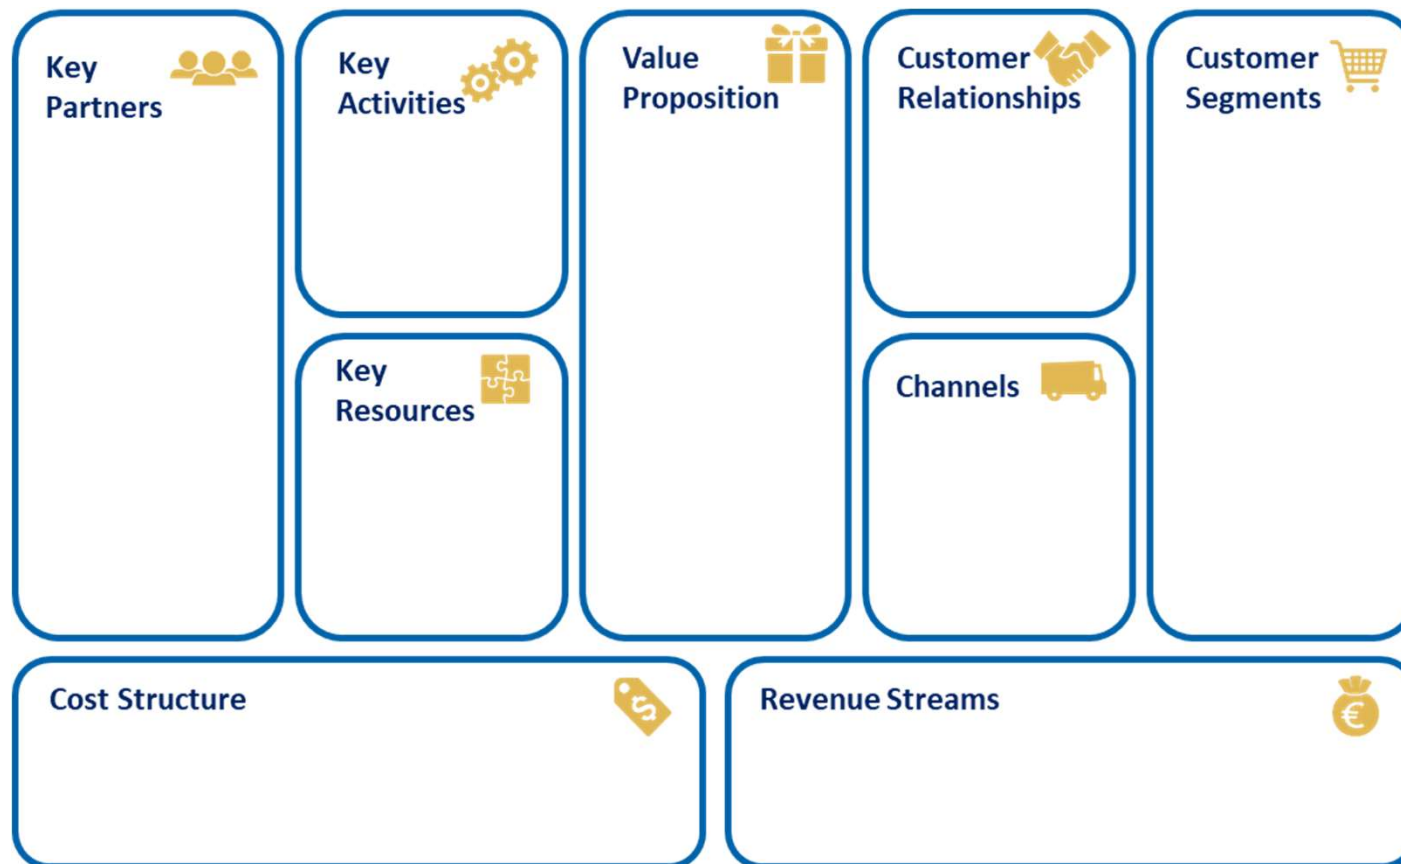 Key
Partners
Key
Activities
Key
Resources
Value
Proposition
Customer
Relationships
Channels
Customer
Segments
Cost Structure
$
Revenue Streams
€